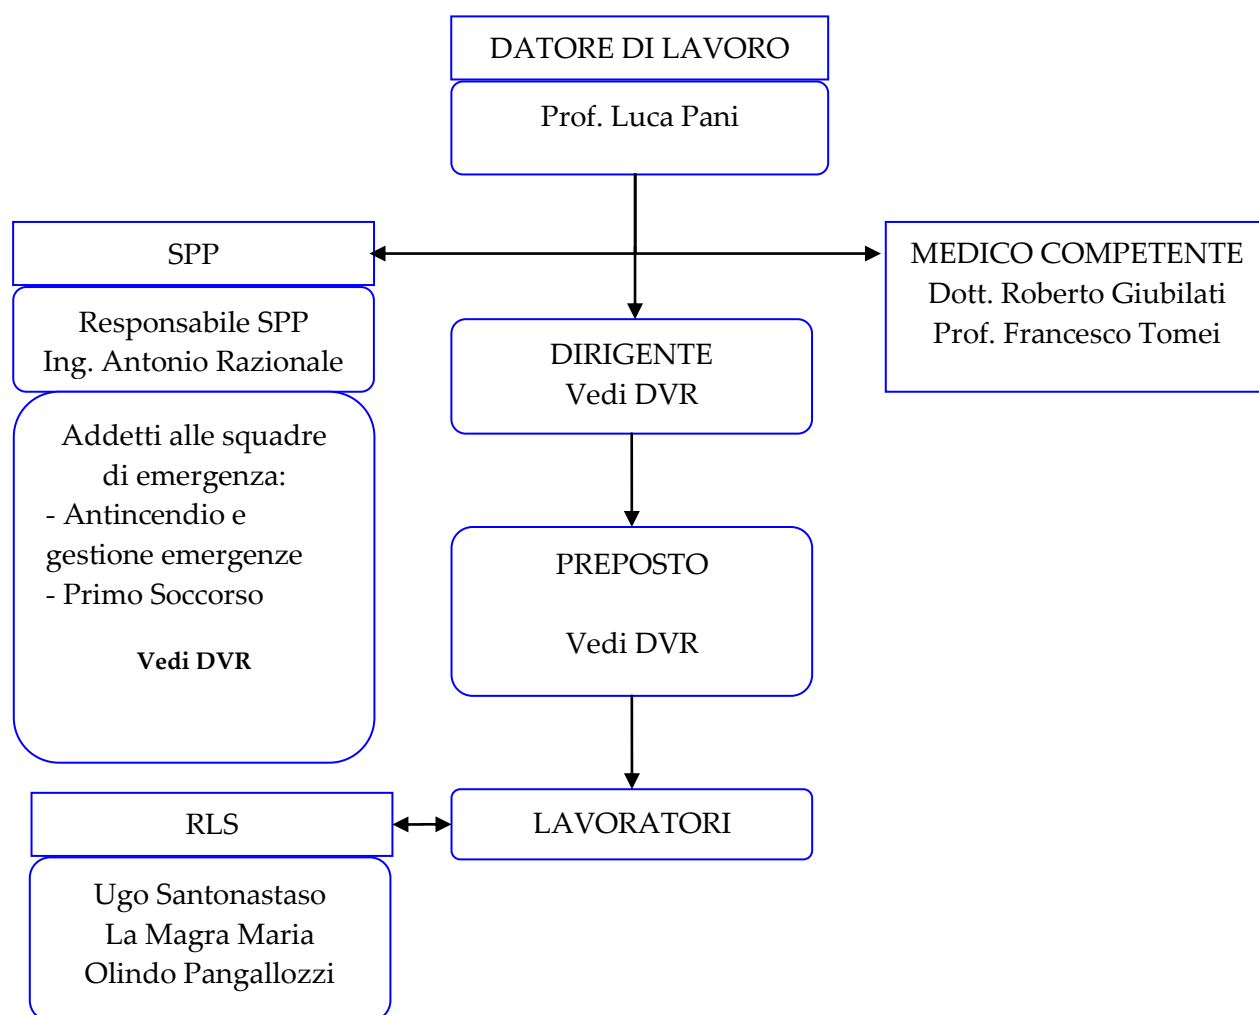 DATORE DI LAVORO
Prof. Luca Pani
SPP
Responsabile SPP
Ing. Antonio Razionale
Addetti alle squadre
di emergenza:
- Antincendio e
gestione emergenze
- Primo Soccorso
Vedi DVR
MEDICO COMPETENTE
Dott. Roberto Giubilati
Prof. Francesco Tomei
DIRIGENTE
Vedi DVR
PREPOSTO
Vedi DVR
LAVORATORI
RLS
Ugo Santonastaso
La Magra Maria
Olindo Pangallozzi